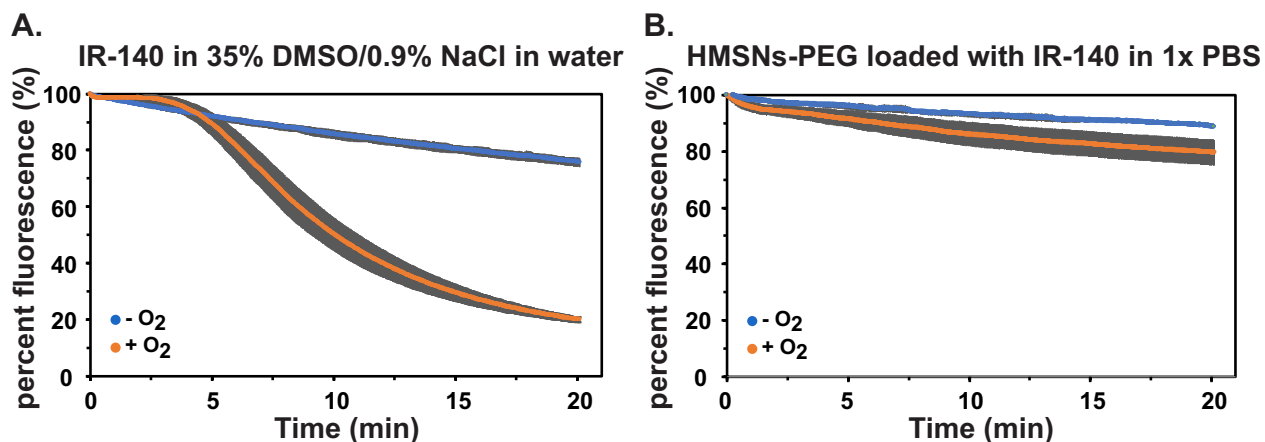 A.
IR-140 in 35% DMSO/0.9% NaCl in water
percent fluorescence (%)
100
80
60
40
20
0
- O2
+ O2
0
5
10
15
20
Time (min)
B.
HMSNs-PEG loaded with IR-140 in 1x PBS
percent fluorescence (%)
100
80
60
40
20
0
- O2
+ O2
0
5
10
15
20
Time (min)